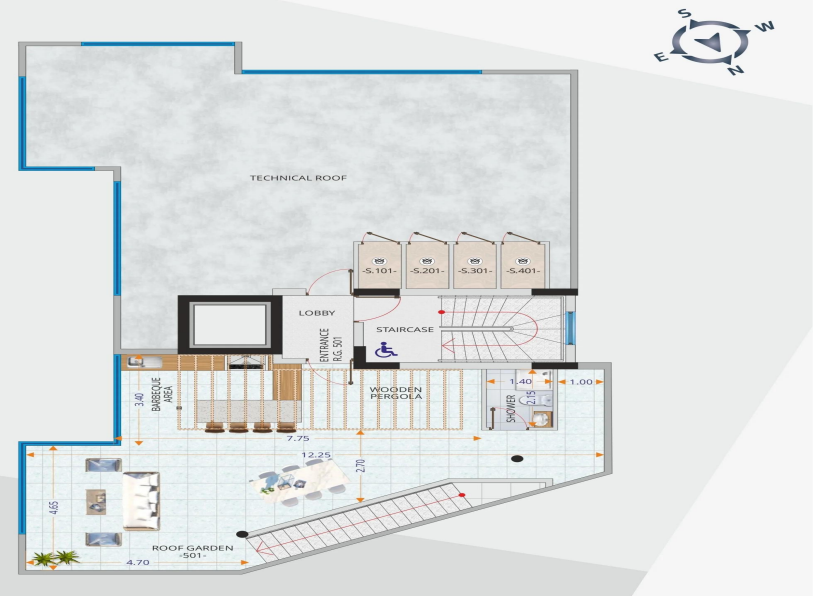 S
W
E
N
TECHNICAL ROOF
-S.101-
-S.201-
-S.301-
-S.401-
LOBBY
ENTRANCE
R.G. 501
STAIRCASE
BARBEQUE
AREA
3.40
WOODEN
PERGOLA
SHOWER
1.40
2.15
1.00
7.75
12.25
2.70
4.65
ROOF GARDEN
-501-
4.70